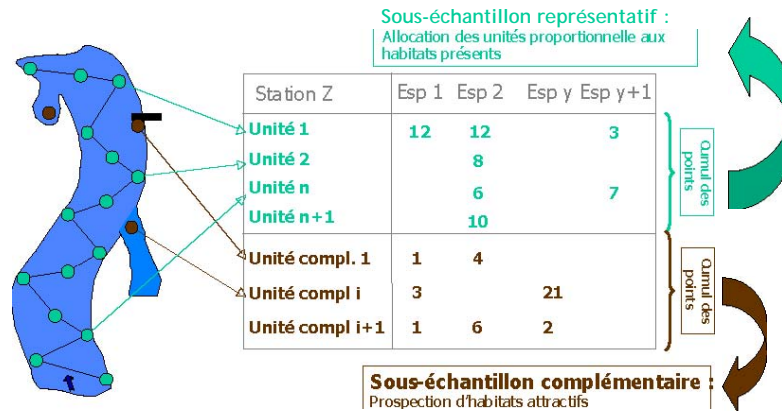 Sous-échantillon représentatif :
Allocation des unités proportionnelle aux
habitats présents
Station Z Esp 1 Esp 2 Esp y Esp y+1
Unité 1 12 12 3
Unité 2 8
Unité n 6 7
Unité n+1 10
Cumul des
points
Unité compl. 1 1 4
Unité compl i 3 21
Unité compl i+1 1 6 2
Cumul des
points
Sous-échantillon complémentaire :
Prospection d'habitats attractifs